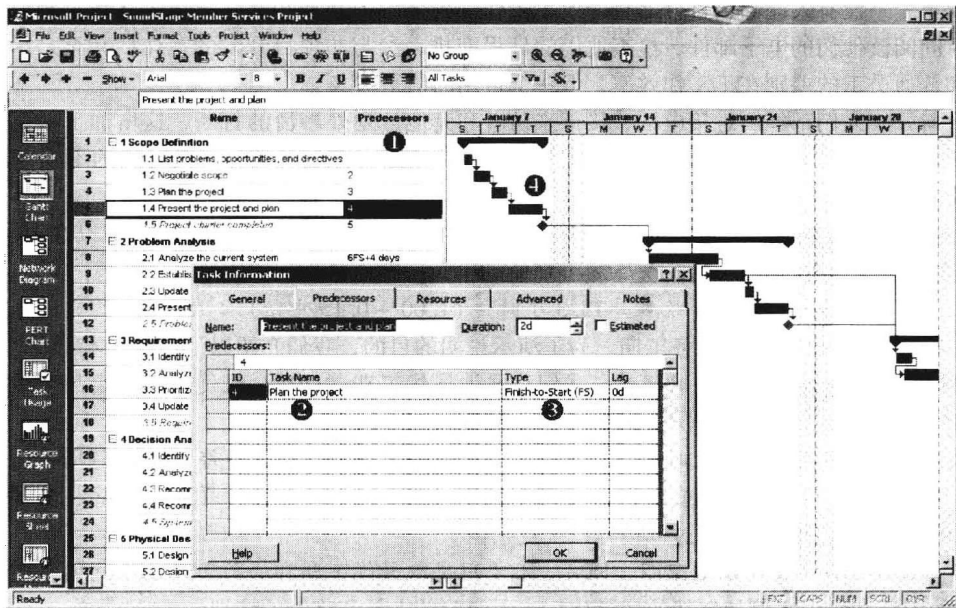 Microsoft Project - SoundStage Member Services Project
File Edit View Insert Format Tools Project Window Help
No Group
Show - Arial 8 B I U All Tasks
Present the project and plan
Name Predecessors January 7 January 14 January 21 January 28
S T T S M W F S T T S M W F
1 1 Scope Definition
2 1.1 List problems, opportunities, and directives
3 1.2 Negotiate scope 2
4 1.3 Plan the project 3
1.4 Present the project and plan 4
6 1.5 Project charter completed 5
7 2 Problem Analysis
8 2.1 Analyze the current system 6FS+4 days
9 2.2 Establis
10 2.3 Update
11 2.4 Present
12 2.5 Proble
13 3 Requirement
14 3.1 Identify
15 3.2 Analyze
16 3.3 Prioritiz
17 3.4 Update
18 3.5 Require
19 4 Decision Ana
20 4.1 Identify
21 4.2 Analyze
22 4.3 Recomm
23 4.4 Recomm
24 4.5 System
25 5 Physical Des
26 5.1 Design
27 5.2 Design
1
4
Calendar
Gantt Chart
Network Diagram
PERT Chart
Task Usage
Resource Graph
Resource Sheet
Resour
Task Information
General Predecessors Resources Advanced Notes
Name: Present the project and plan Duration: 2d Estimated
Predecessors:
4
ID Task Name Type Lag
4 Plan the project Finish-to-Start (FS) 0d
2 3
Help OK Cancel
Ready EXT CAPS NUM SCRL OVR